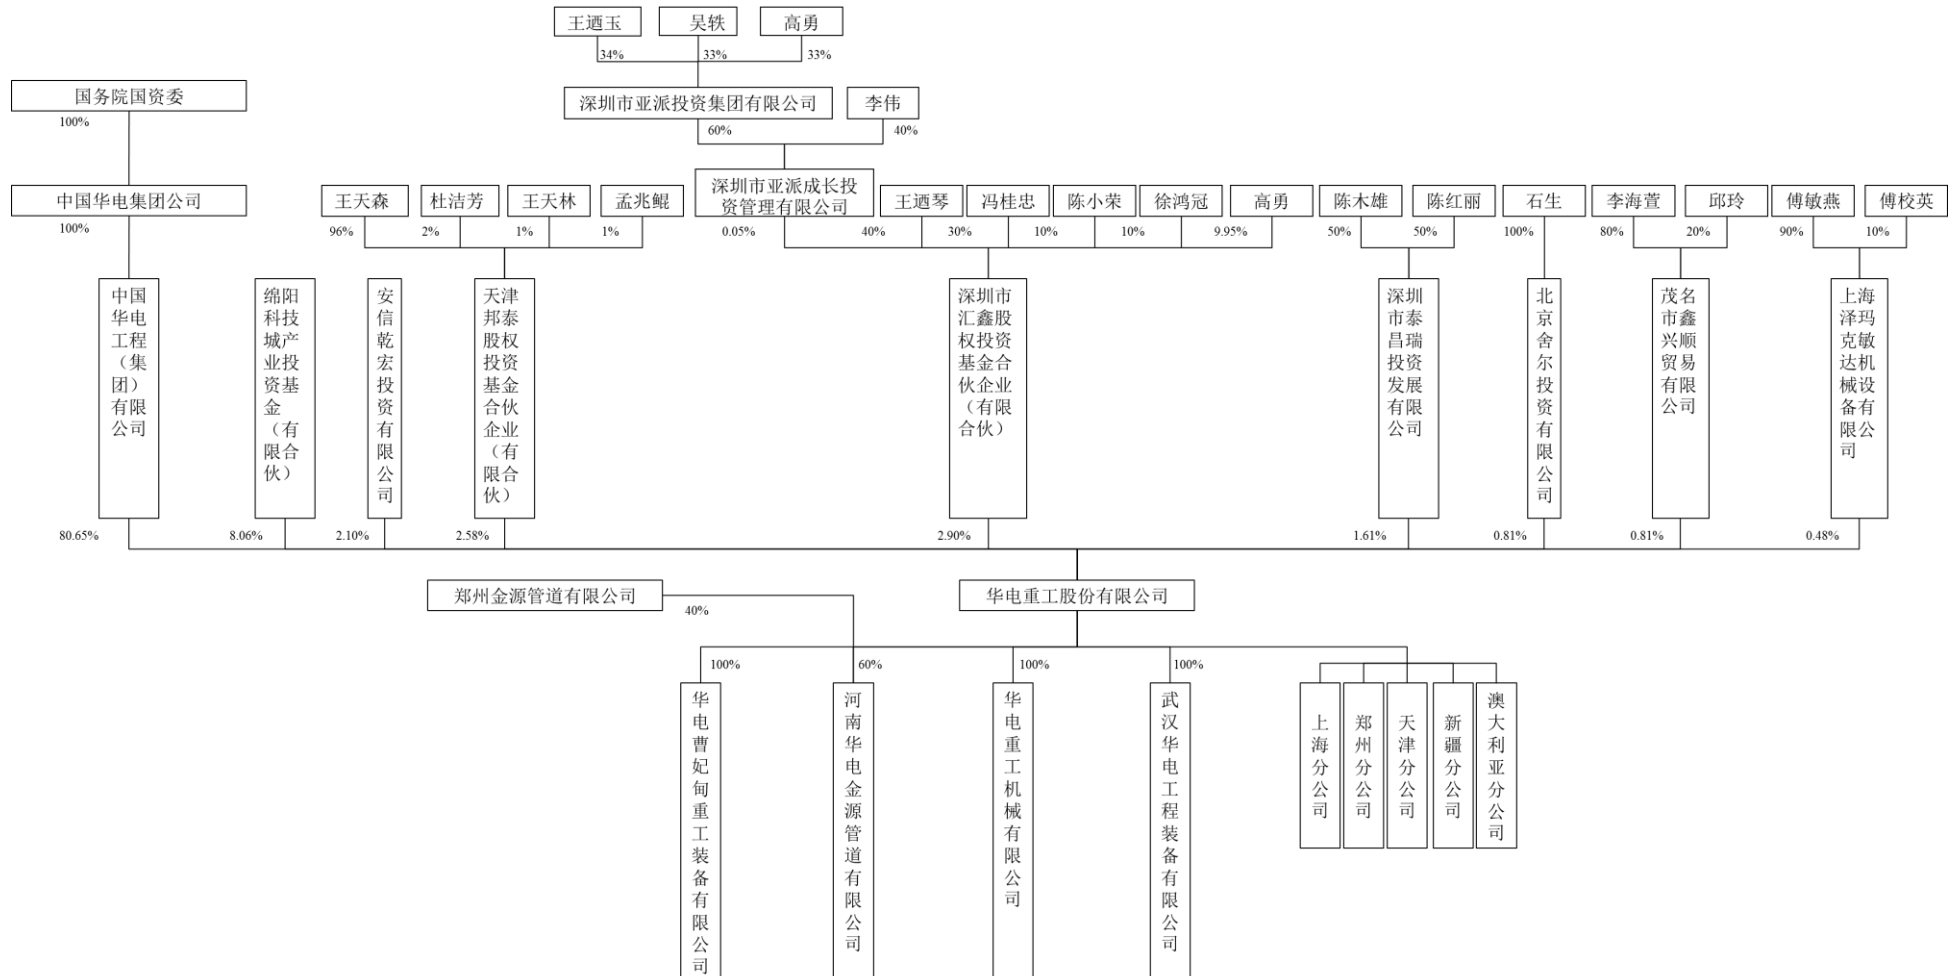 王迺玉
吴轶
高勇
34%
33%
33%
国务院国资委
深圳市亚派投资集团有限公司
李伟
100%
60%
40%
中国华电集团公司
王天森
杜洁芳
王天林
孟兆鲲
深圳市亚派成长投
资管理有限公司
王迺琴
冯桂忠
陈小荣
徐鸿冠
高勇
陈木雄
陈红丽
石生
李海萱
邱玲
傅敏燕
傅校英
100%
96%
2%
1%
1%
0.05%
40%
30%
10%
10%
9.95%
50%
50%
100%
80%
20%
90%
10%
中国
华电
工程
（集
团）
有限
公司
绵阳
科技
城产
业投
资基
金
（有
限合
伙）
安
信
乾
宏
投
资
有
限
公
司
天津
邦泰
股权
投资
基金
合伙
企业
（有
限合
伙）
深圳市
汇鑫股
权投资
基金合
伙企业
（有限
合伙）
深圳
市泰
昌瑞
投资
发展
有限
公司
北
京
舍
尔
投
资
有
限
公
司
茂名
市鑫
兴顺
贸易
有限
公司
上海
泽玛
克敏
达机
械设
备有
限公
司
80.65%
8.06%
2.10%
2.58%
2.90%
1.61%
0.81%
0.81%
0.48%
郑州金源管道有限公司
华电重工股份有限公司
40%
100%
60%
100%
100%
华
电
曹
妃
甸
重
工
装
备
有
限
公
司
河
南
华
电
金
源
管
道
有
限
公
司
华
电
重
工
机
械
有
限
公
司
武
汉
华
电
工
程
装
备
有
限
公
司
上
海
分
公
司
郑
州
分
公
司
天
津
分
公
司
新
疆
分
公
司
澳
大
利
亚
分
公
司